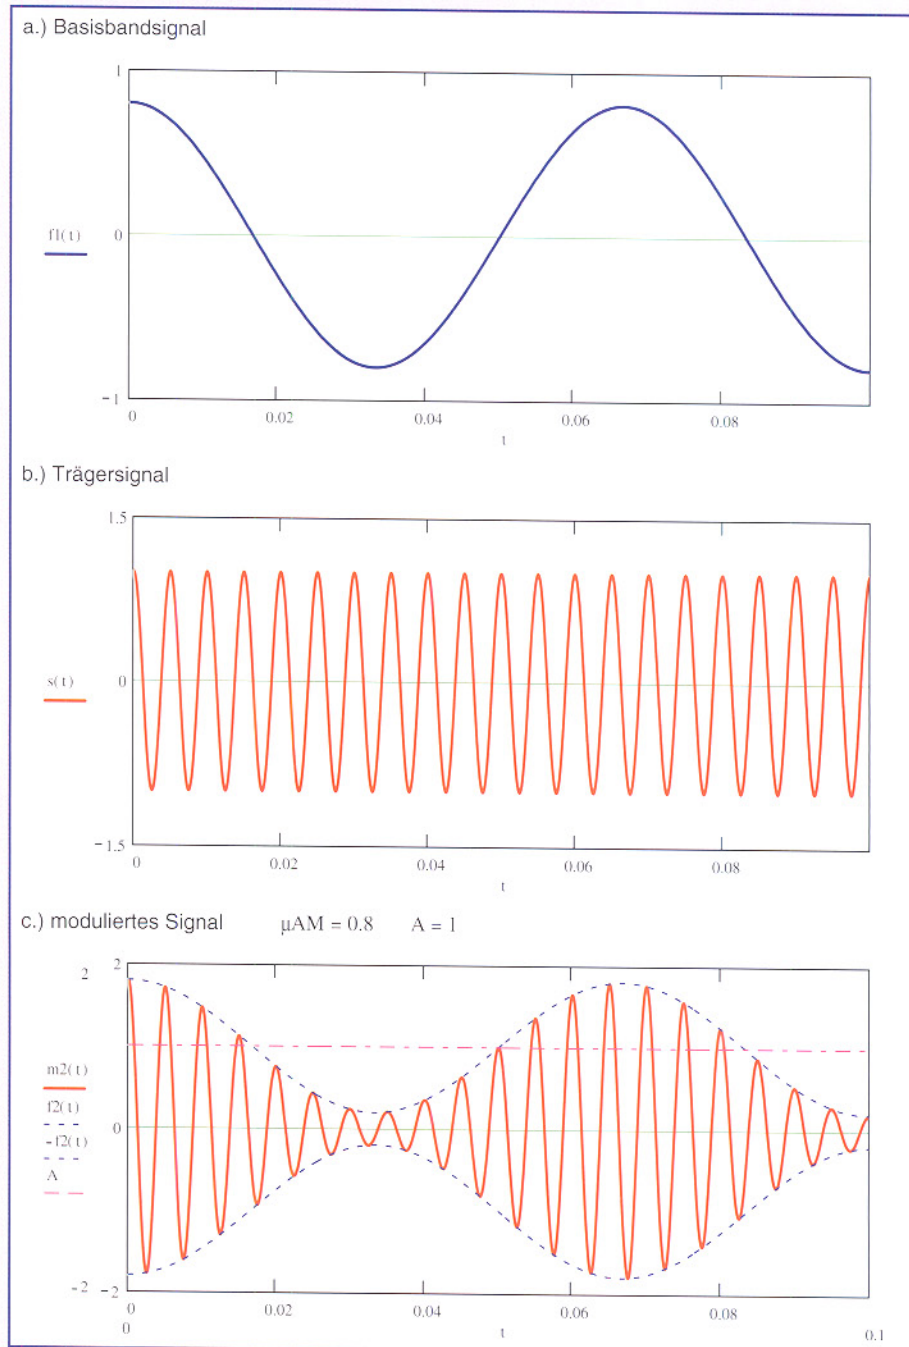 a.) Basisbandsignal
1
f1(t)
0
-1
0 0.02 0.04 0.06 0.08
t
b.) Trägersignal
1.5
s(t)
0
-1.5
0 0.02 0.04 0.06 0.08
t
c.) moduliertes Signal μAM = 0.8 A = 1
2 2
m2(t)
f2(t)
0
-f2(t)
A
-2 -2
0 0.02 0.04 0.06 0.08
0 t 0.1